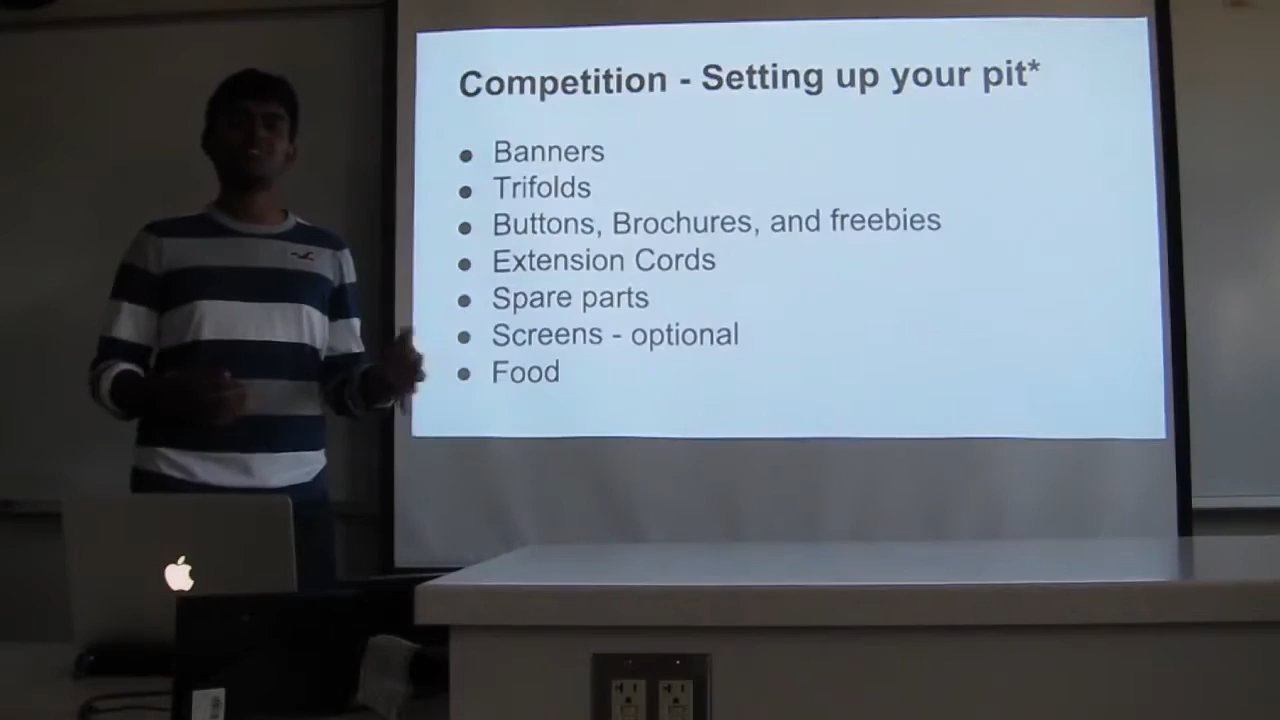 Competition - Setting up your pit*
● Banners
● Trifolds
● Buttons, Brochures, and freebies
● Extension Cords
● Spare parts
● Screens - optional
● Food